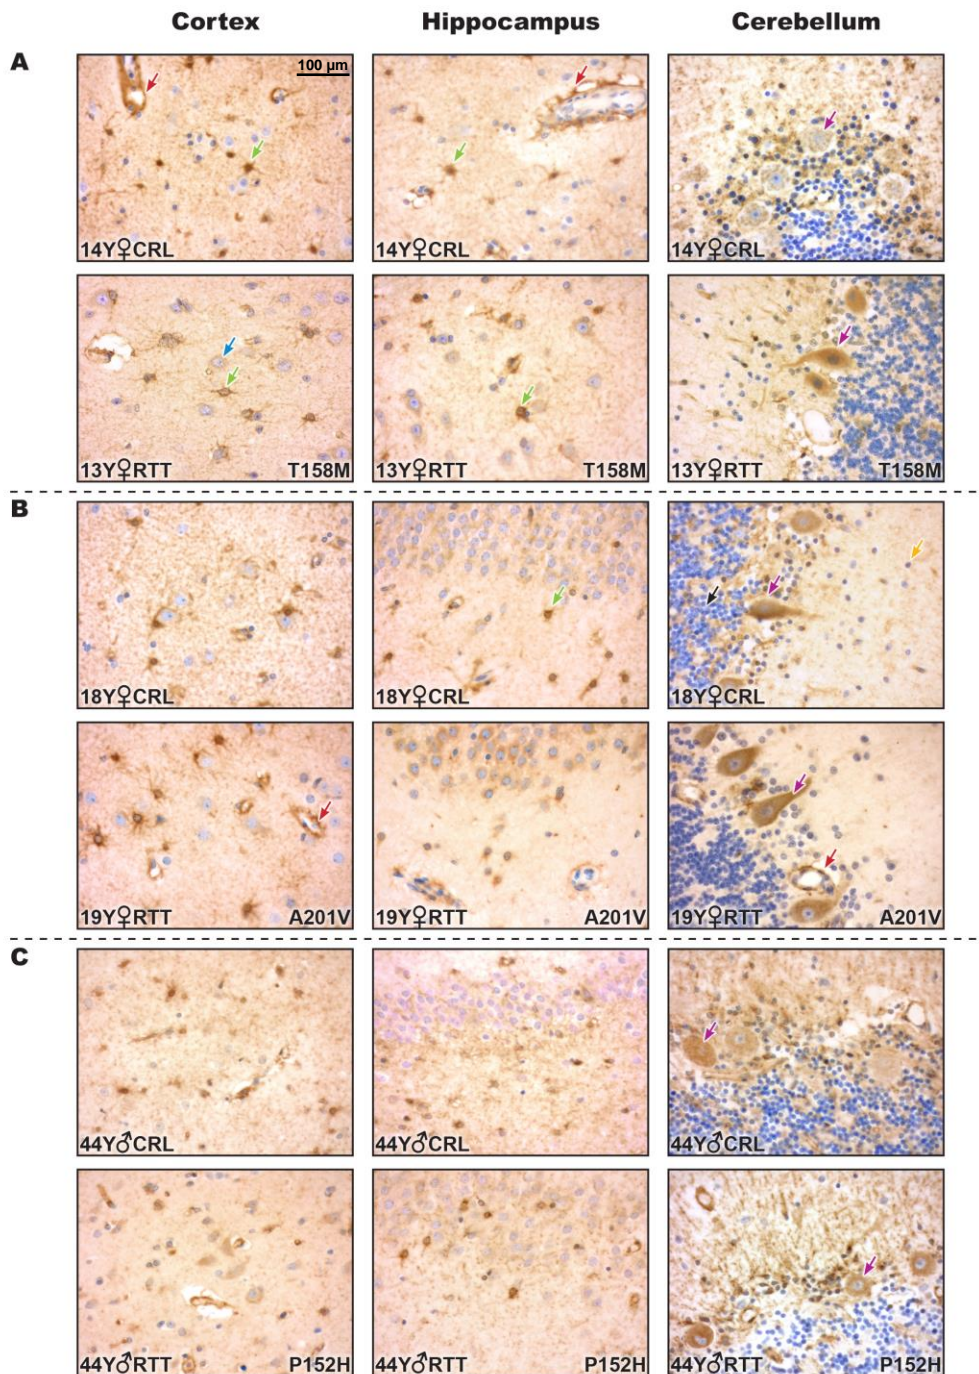 Cortex Hippocampus Cerebellum
A
100 µm
14Y♀CRL 14Y♀CRL 14Y♀CRL
13Y♀RTT T158M 13Y♀RTT T158M 13Y♀RTT T158M
B
18Y♀CRL 18Y♀CRL 18Y♀CRL
19Y♀RTT A201V 19Y♀RTT A201V 19Y♀RTT A201V
C
44Y♂CRL 44Y♂CRL 44Y♂CRL
44Y♂RTT P152H 44Y♂RTT P152H 44Y♂RTT P152H